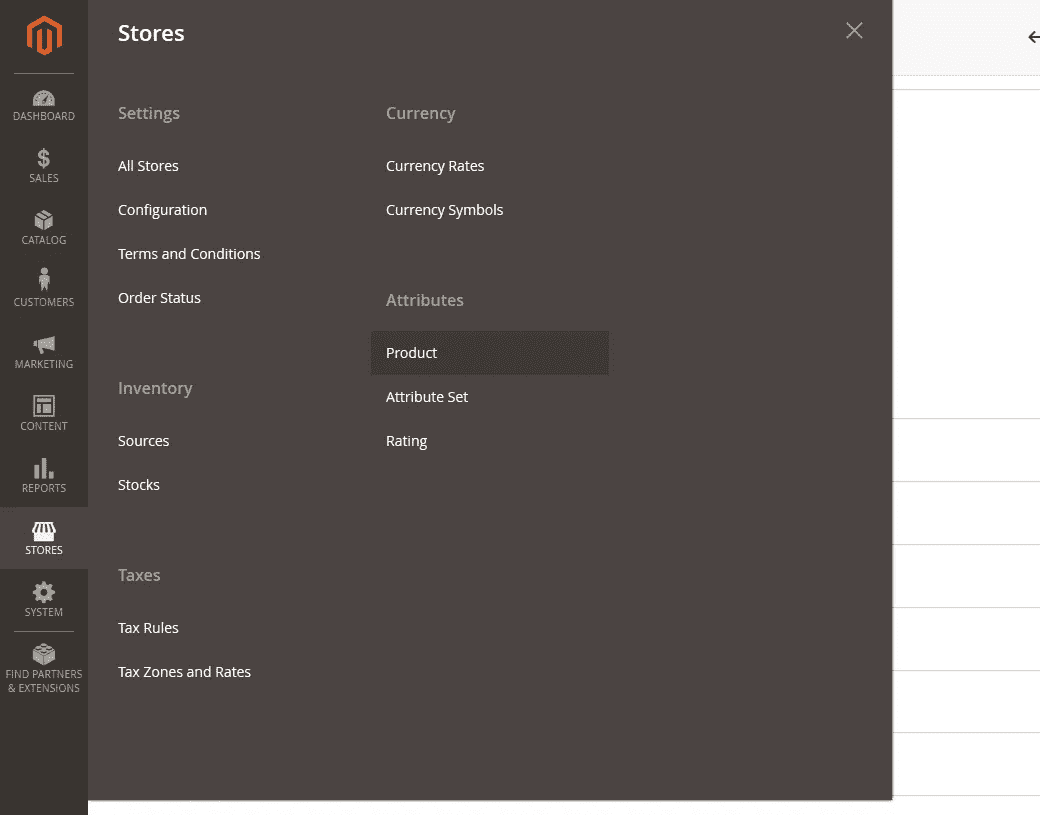 DASHBOARD
SALES
CATALOG
CUSTOMERS
MARKETING
CONTENT
REPORTS
STORES
SYSTEM
FIND PARTNERS
& EXTENSIONS
Stores
Settings
All Stores
Configuration
Terms and Conditions
Order Status
Inventory
Sources
Stocks
Taxes
Tax Rules
Tax Zones and Rates
Currency
Currency Rates
Currency Symbols
Attributes
Product
Attribute Set
Rating